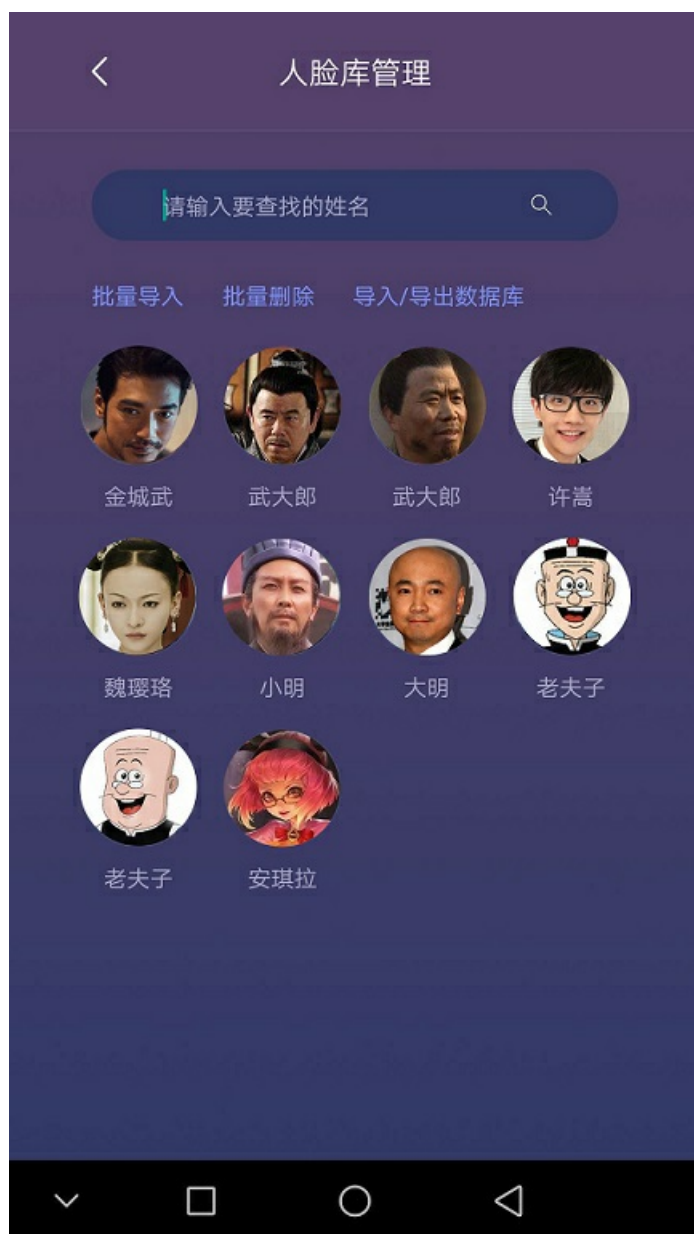 人脸库管理
请输入要查找的姓名
批量导入 批量删除 导入/导出数据库
金城武 武大郎 武大郎 许嵩
魏璎珞 小明 大明 老夫子
老夫子 安琪拉